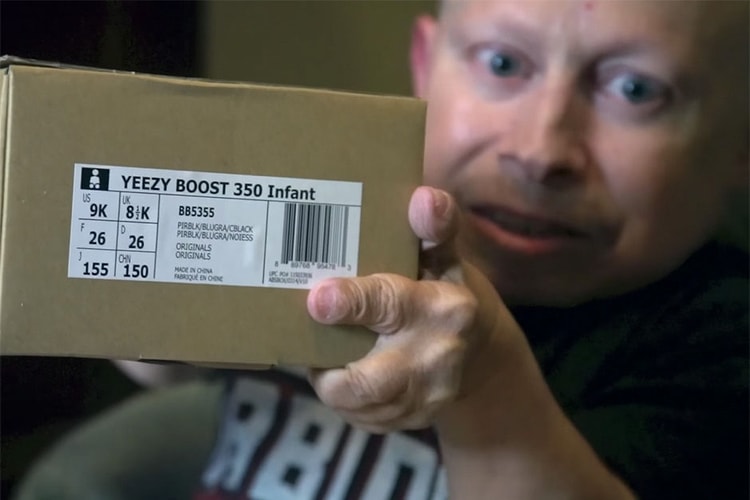 YEEZY BOOST 350 Infant
US UK
9K 8½K
F D
26 26
J CHN
155 150
BB5355
PIRBLK/BLUGRA/CBLACK
PIRBLK/BLUGRA/NOIESS
ORIGINALS
ORIGINALS
MADE IN CHINA
FABRIQUÉ EN CHINE
RBIN